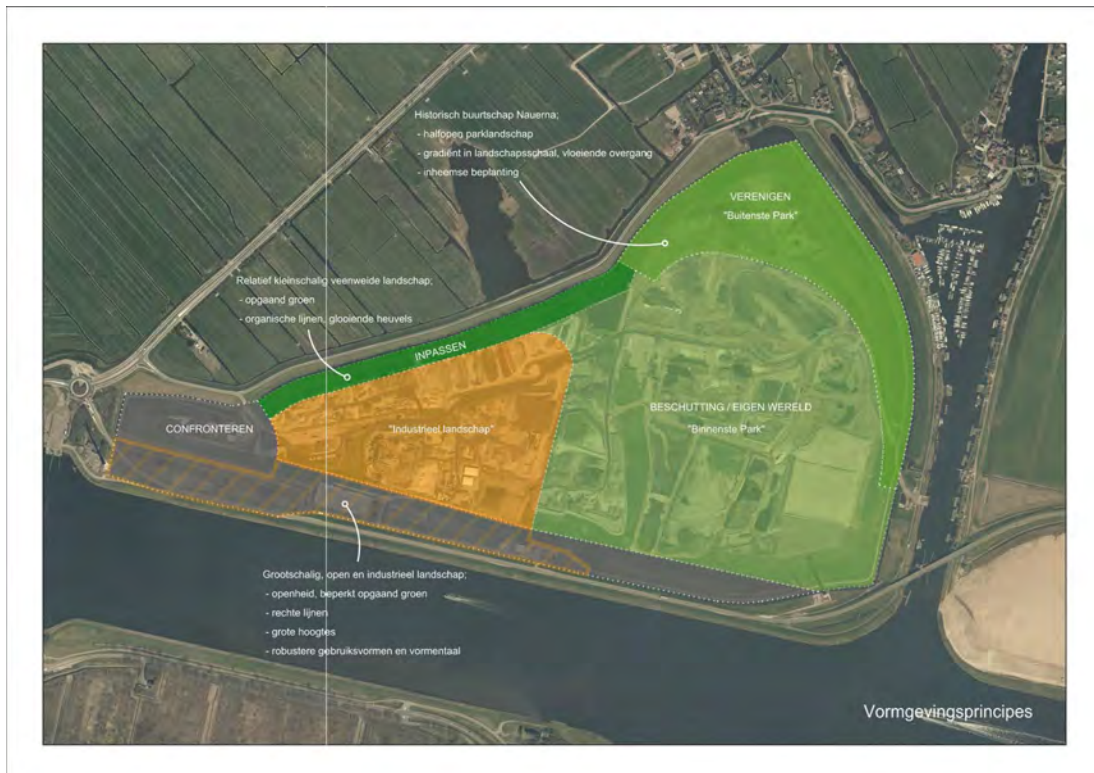 Historisch buurtschap Nauerna;
- halfopen parklandschap
- gradiënt in landschapsschaal, vloeiende overgang
- inheemse beplanting
VERENIGEN
"Buitenste Park"
Relatief kleinschalig veenweide landschap;
- opgaand groen
- organische lijnen, glooiende heuvels
INPASSEN
CONFRONTEREN
"Industrieel landschap"
BESCHUTTING / EIGEN WERELD
"Binnenste Park"
Grootschalig, open en industrieel landschap;
- openheid, beperkt opgaand groen
- rechte lijnen
- grote hoogtes
- robustere gebruiksvormen en vormentaal
Vormgevingsprincipes